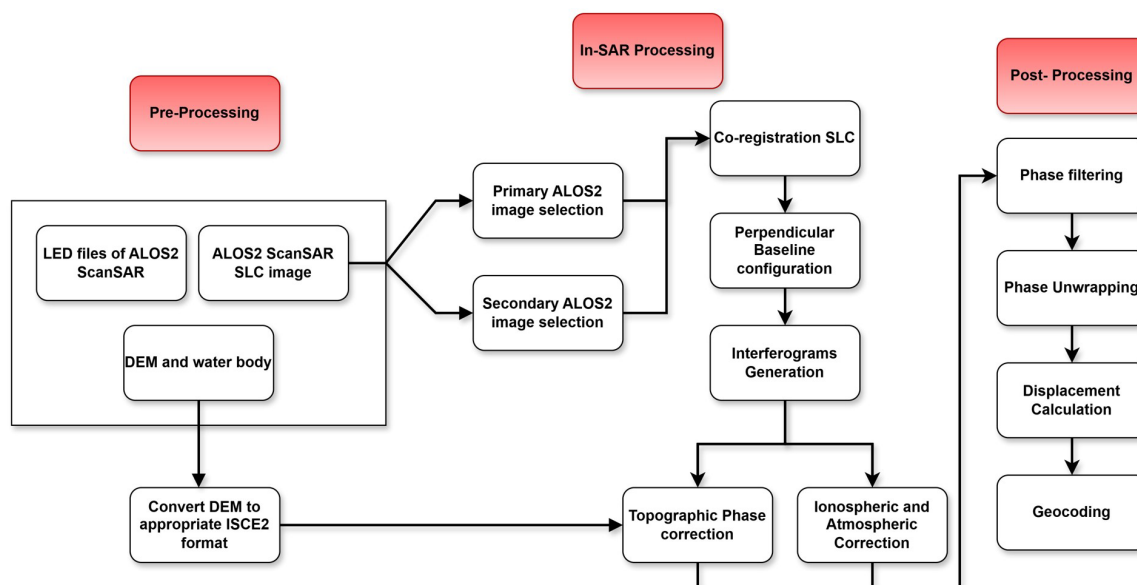 Pre-Processing
LED files of ALOS2
ScanSAR
ALOS2 ScanSAR
SLC image
DEM and water body
Convert DEM to
appropriate ISCE2
format
In-SAR Processing
Primary ALOS2
image selection
Secondary ALOS2
image selection
Co-registration SLC
Perpendicular
Baseline
configuration
Interferograms
Generation
Topographic Phase
correction
Ionospheric and
Atmospheric
Correction
Post- Processing
Phase filtering
Phase Unwrapping
Displacement
Calculation
Geocoding